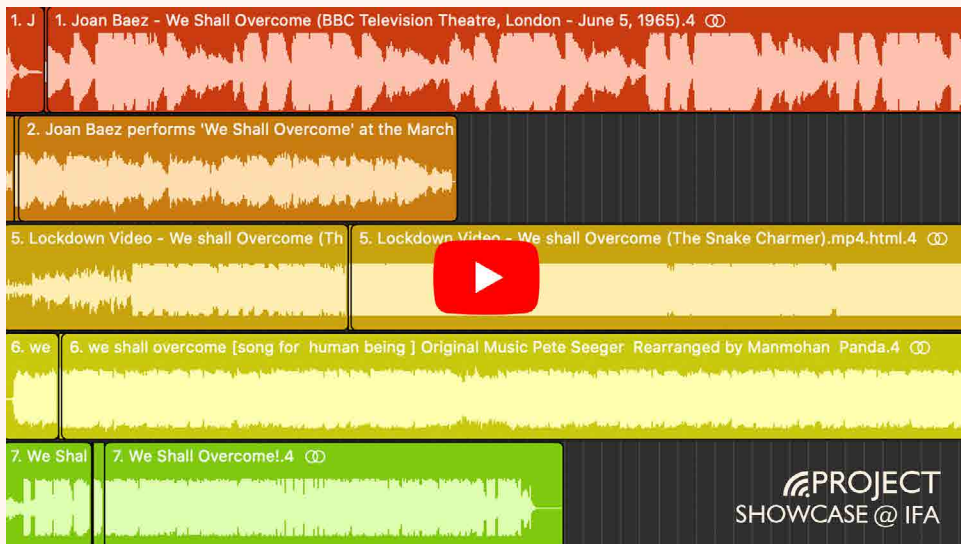 1. J
1. Joan Baez - We Shall Overcome (BBC Television Theatre, London - June 5, 1965).4
2. Joan Baez performs 'We Shall Overcome' at the March
5. Lockdown Video - We shall Overcome (Th
5. Lockdown Video - We shall Overcome (The Snake Charmer).mp4.html.4
6. we
6. we shall overcome [song for human being ] Original Music Pete Seeger Rearranged by Manmohan Panda.4
7. We Shal
7. We Shall Overcome!.4
PROJECT
SHOWCASE @ IFA